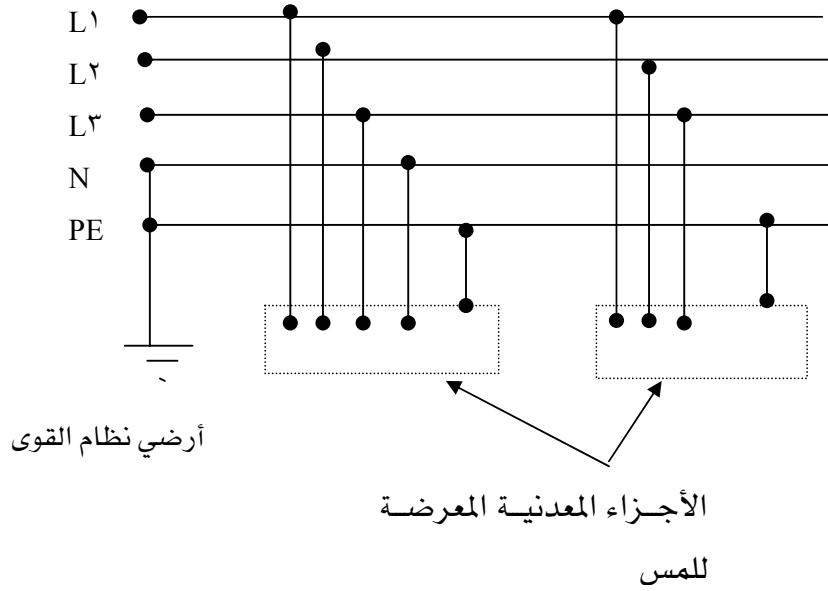 L١
L٢
L٣
N
PE
أرضي نظام القوى
الأجـزاء المعدنيـة المعرضـة
للمس